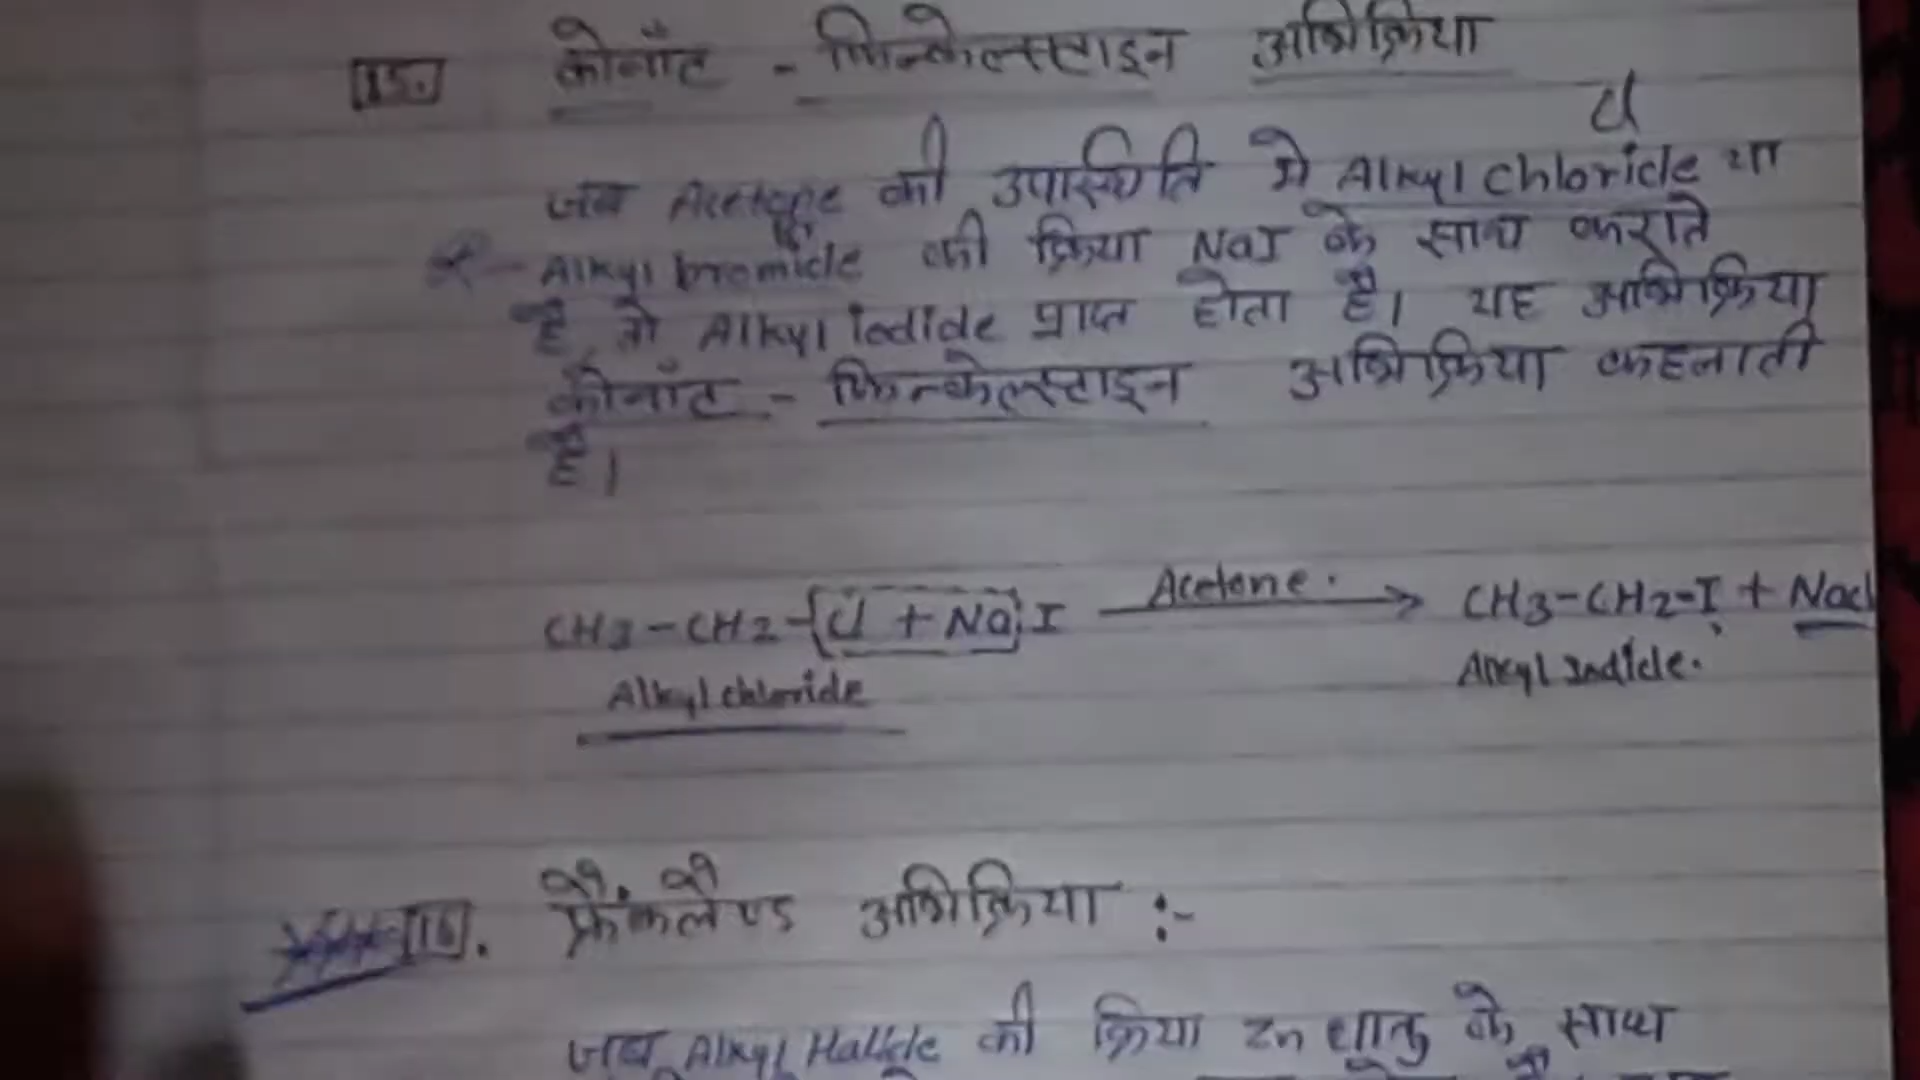 15. कोनाँट - फिन्केलस्टाइन अभिक्रिया
Cl
जब Acetone की उपस्थिति मे Alkyl chloride या
Alkyl bromide की क्रिया NaI के साथ कराते
है तो Alkyl iodide प्राप्त होता है। यह अभिक्रिया
कोनाँट - फिन्केल्स्टाइन अभिक्रिया कहलाती
है।
CH3-CH2-Cl + NaI Acetone. → CH3-CH2-I + NaCl
Alkyl chloride Alkyl Iodide.
16. फ्रैंकलैण्ड अभिक्रिया :-
जब Alkyl Halide की क्रिया Zn धातु के साथ